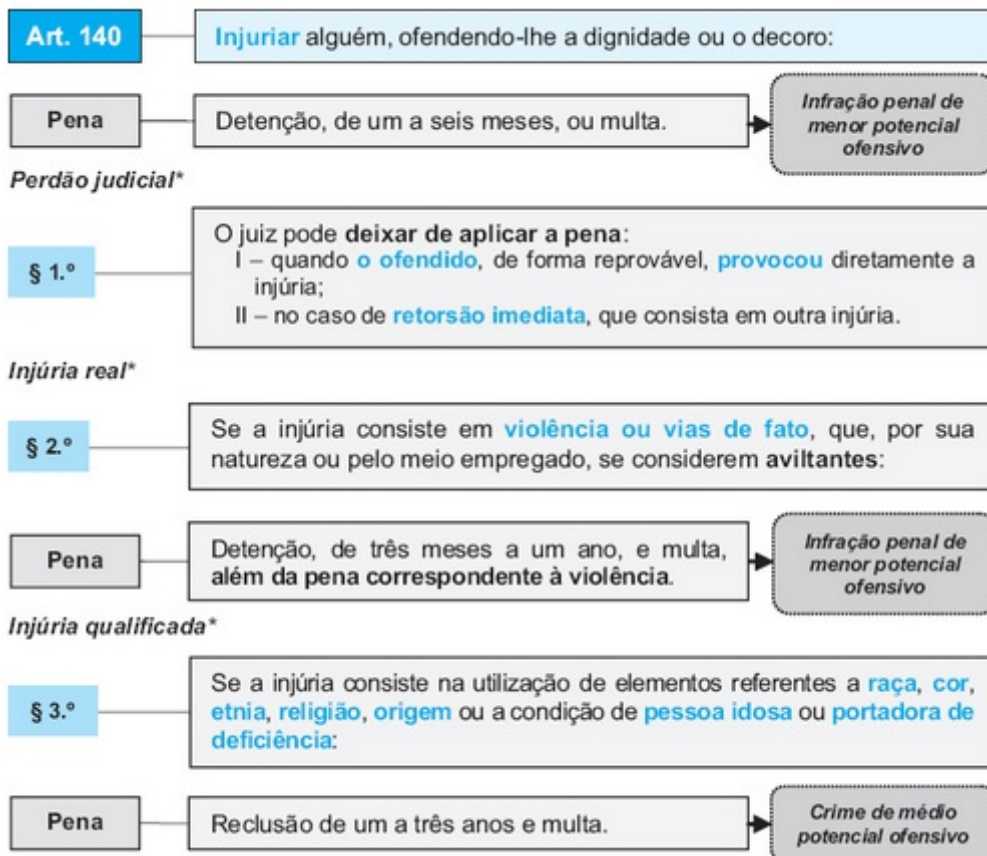 Art. 140
Injuriar alguém, ofendendo-lhe a dignidade ou o decoro:
Pena
Detenção, de um a seis meses, ou multa.
Infração penal de
menor potencial
ofensivo
Perdão judicial*
§ 1.º
O juiz pode deixar de aplicar a pena:
I – quando o ofendido, de forma reprovável, provocou diretamente a
injúria;
II – no caso de retorsão imediata, que consista em outra injúria.
Injúria real*
§ 2.º
Se a injúria consiste em violência ou vias de fato, que, por sua
natureza ou pelo meio empregado, se considerem aviltantes:
Pena
Detenção, de três meses a um ano, e multa,
além da pena correspondente à violência.
Infração penal de
menor potencial
ofensivo
Injúria qualificada*
§ 3.º
Se a injúria consiste na utilização de elementos referentes a raça, cor,
etnia, religião, origem ou a condição de pessoa idosa ou portadora de
deficiência:
Pena
Reclusão de um a três anos e multa.
Crime de médio
potencial ofensivo